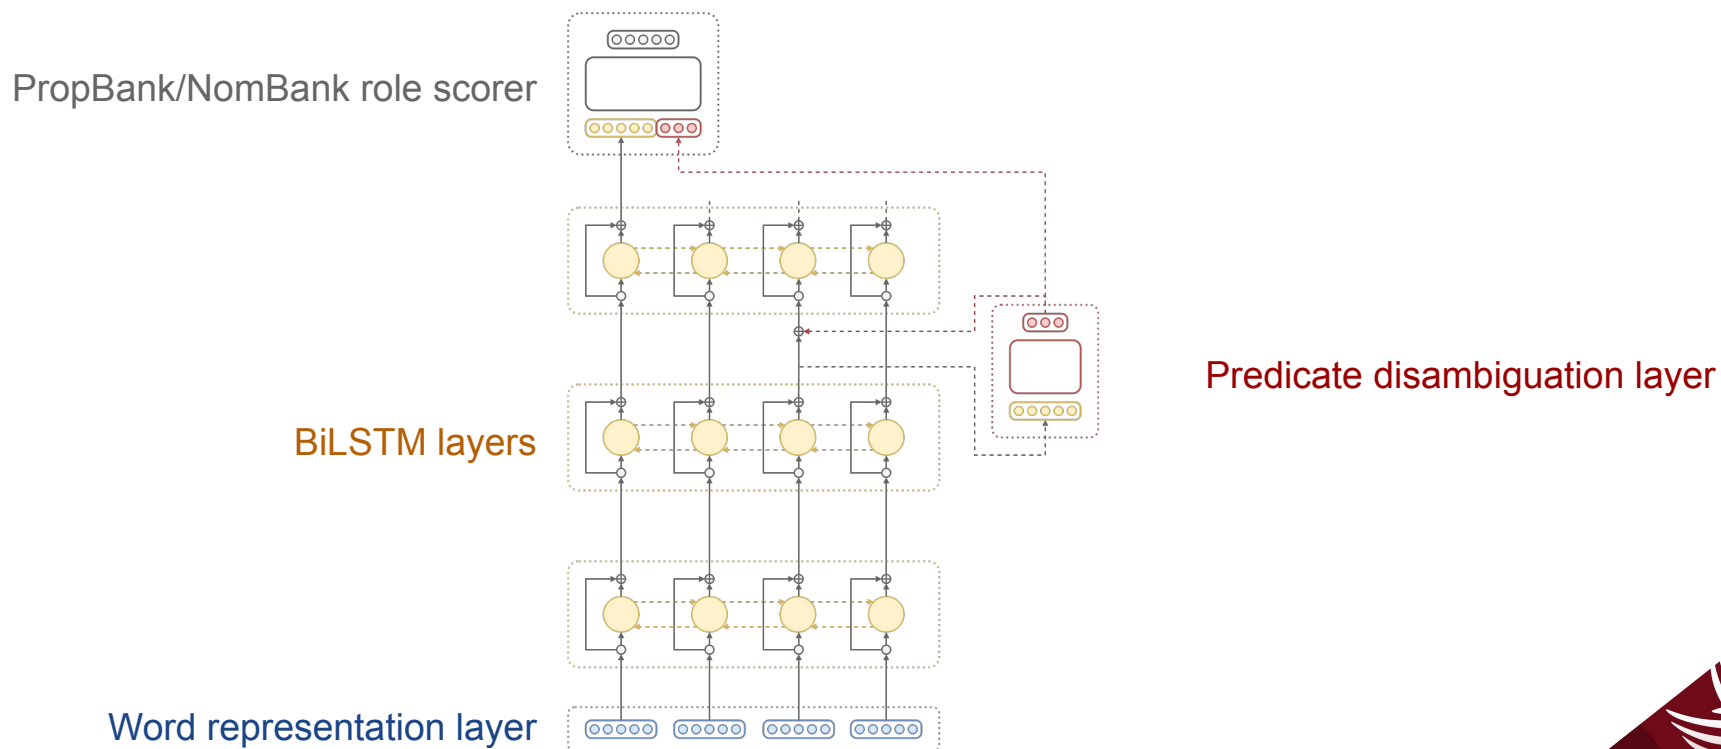 PropBank/NomBank role scorer
Predicate disambiguation layer
BiLSTM layers
Word representation layer